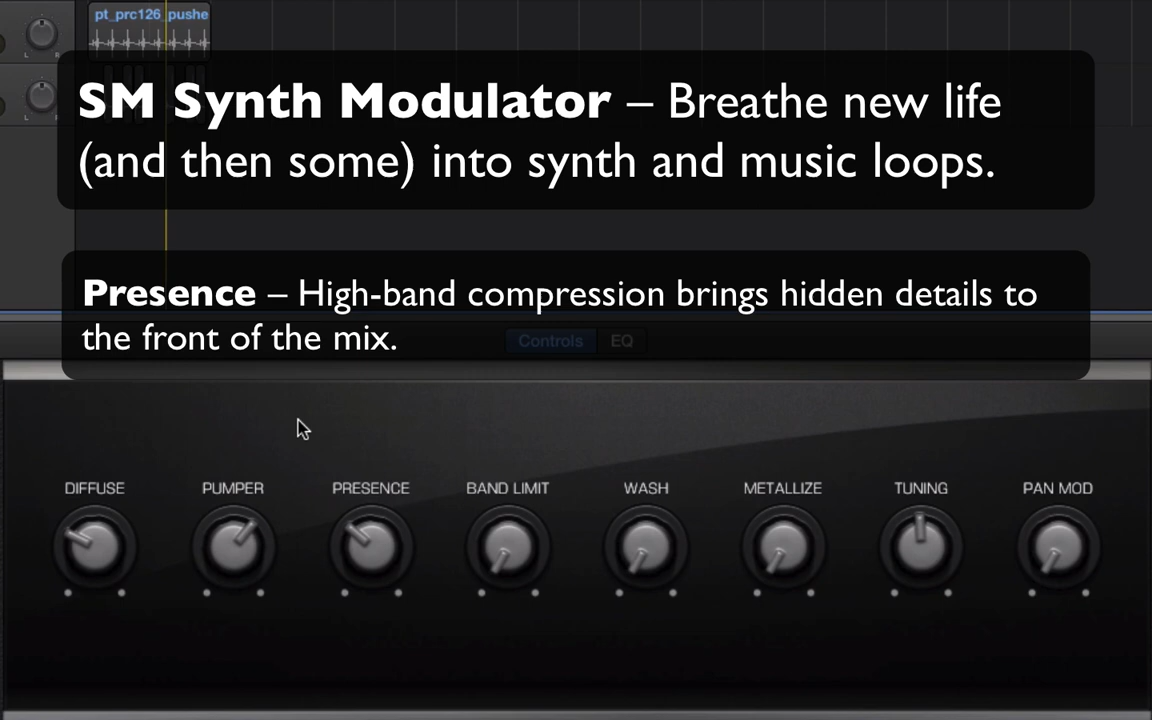 pt_prc126_pushe
L R
L
SM Synth Modulator – Breathe new life
(and then some) into synth and music loops.
Presence – High-band compression brings hidden details to
the front of the mix.
Controls EQ
DIFFUSE PUMPER PRESENCE BAND LIMIT WASH METALLIZE TUNING PAN MOD